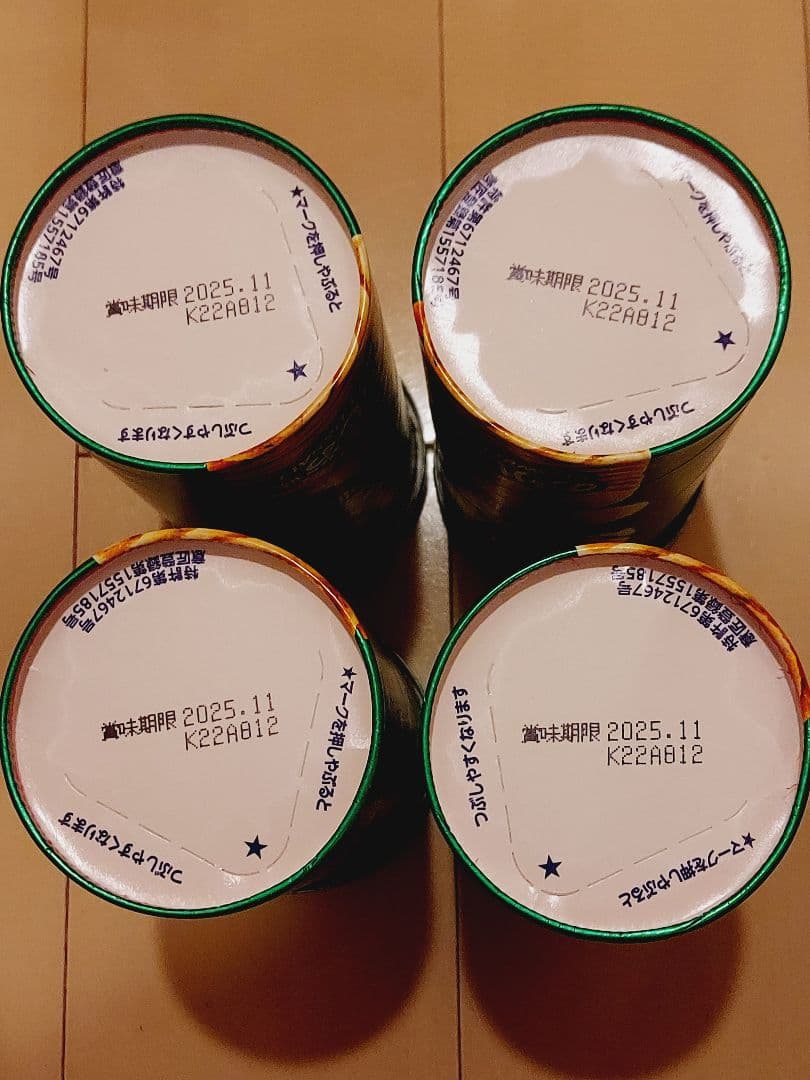 特許第6712467号
意匠登録第1557185号
★マークを押しやぶると
賞味期限 2025.11
K22A812
★
つぶしやすくなります
特許第6712467号
意匠登録第1557185号
★マークを押しやぶると
賞味期限 2025.11
K22A812
★
つぶしやすくなります
特許第6712467号
意匠登録第1557185号
★マークを押しやぶると
賞味期限 2025.11
K22A812
★
つぶしやすくなります
特許第6712467号
意匠登録第1557185号
つぶしやすくなります
賞味期限 2025.11
K22A812
★
★マークを押しやぶると